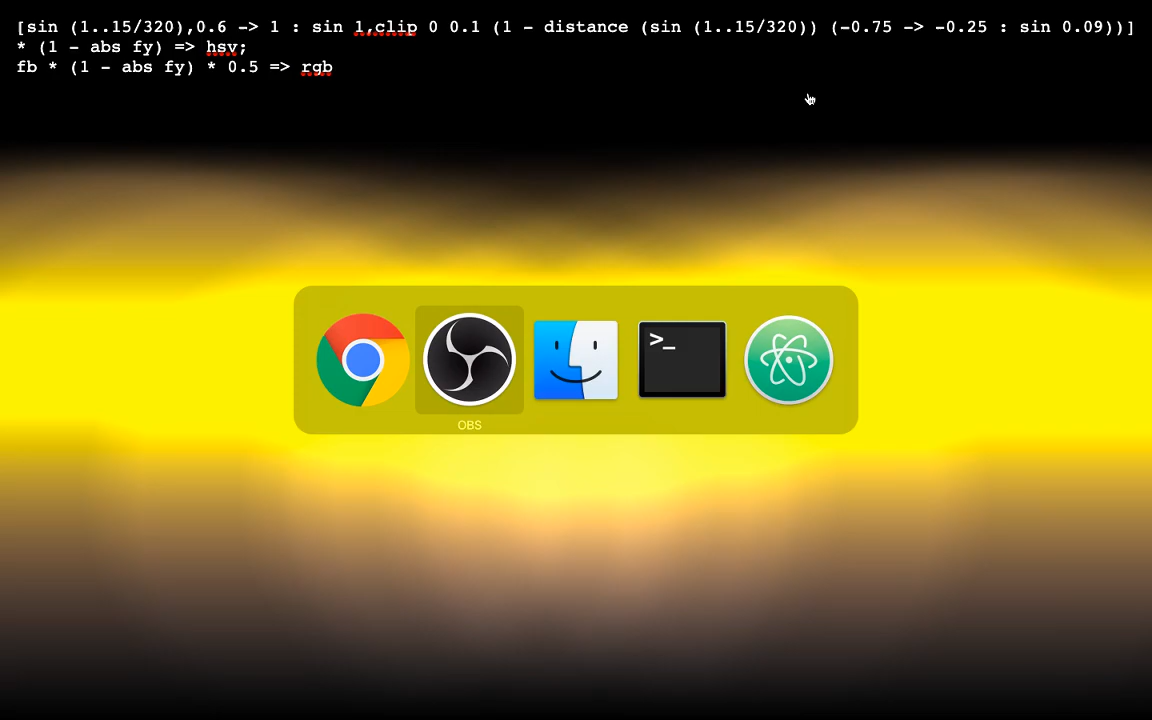 [sin (1..15/320),0.6 -> 1 : sin 1,clip 0 0.1 (1 - distance (sin (1..15/320)) (-0.75 -> -0.25 : sin 0.09))]
* (1 - abs fy) => hsv;
fb * (1 - abs fy) * 0.5 => rgb
>_
OBS